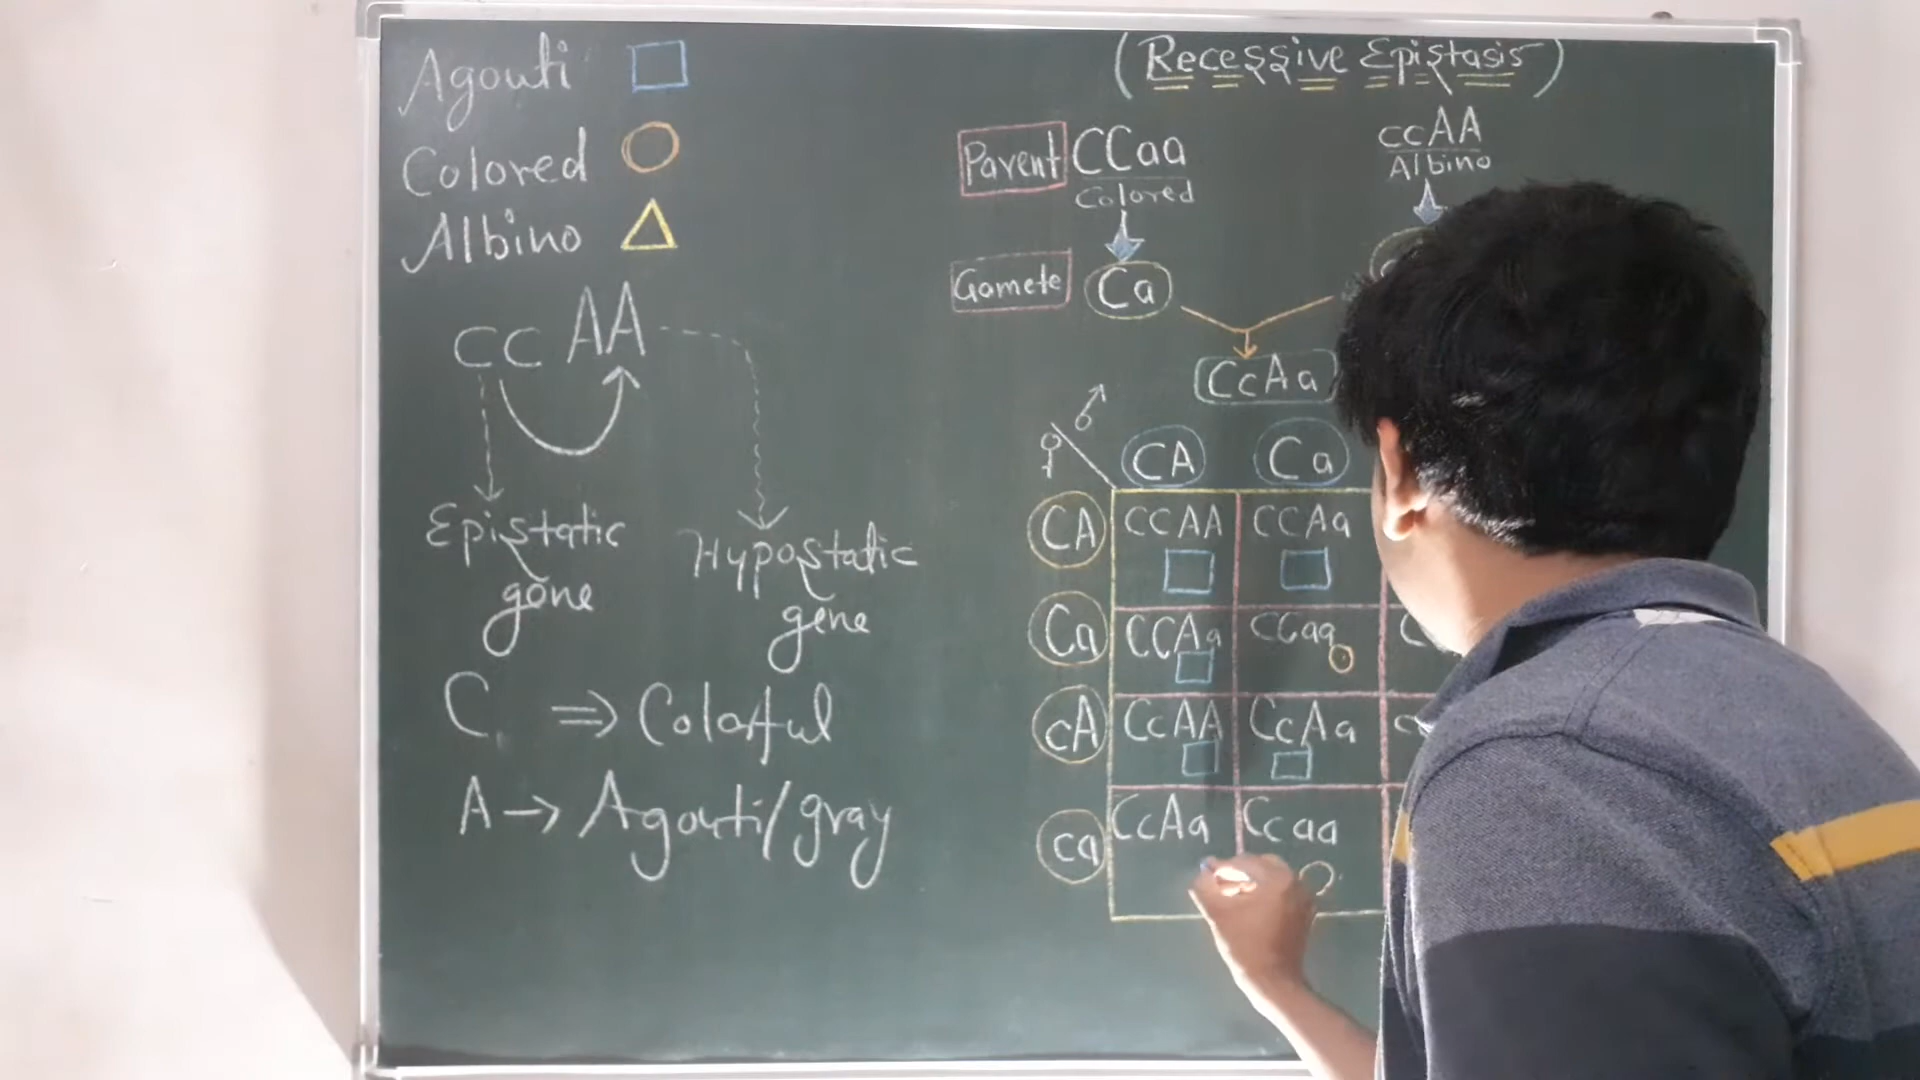 Agouti
Colored
Albino
cc AA
Epistatic
gene
Hypostatic
gene
C ⇒ Colorful
A → Agouti/gray
(Recessive Epistasis)
Parent CCaa ccAA
Colored Albino
Gamete Ca
CcAa
♂
♀ CA Ca
CA CCAA CCAa
Ca CCAa CCaa
cA CcAA CcAa
ca CcAa Ccaa